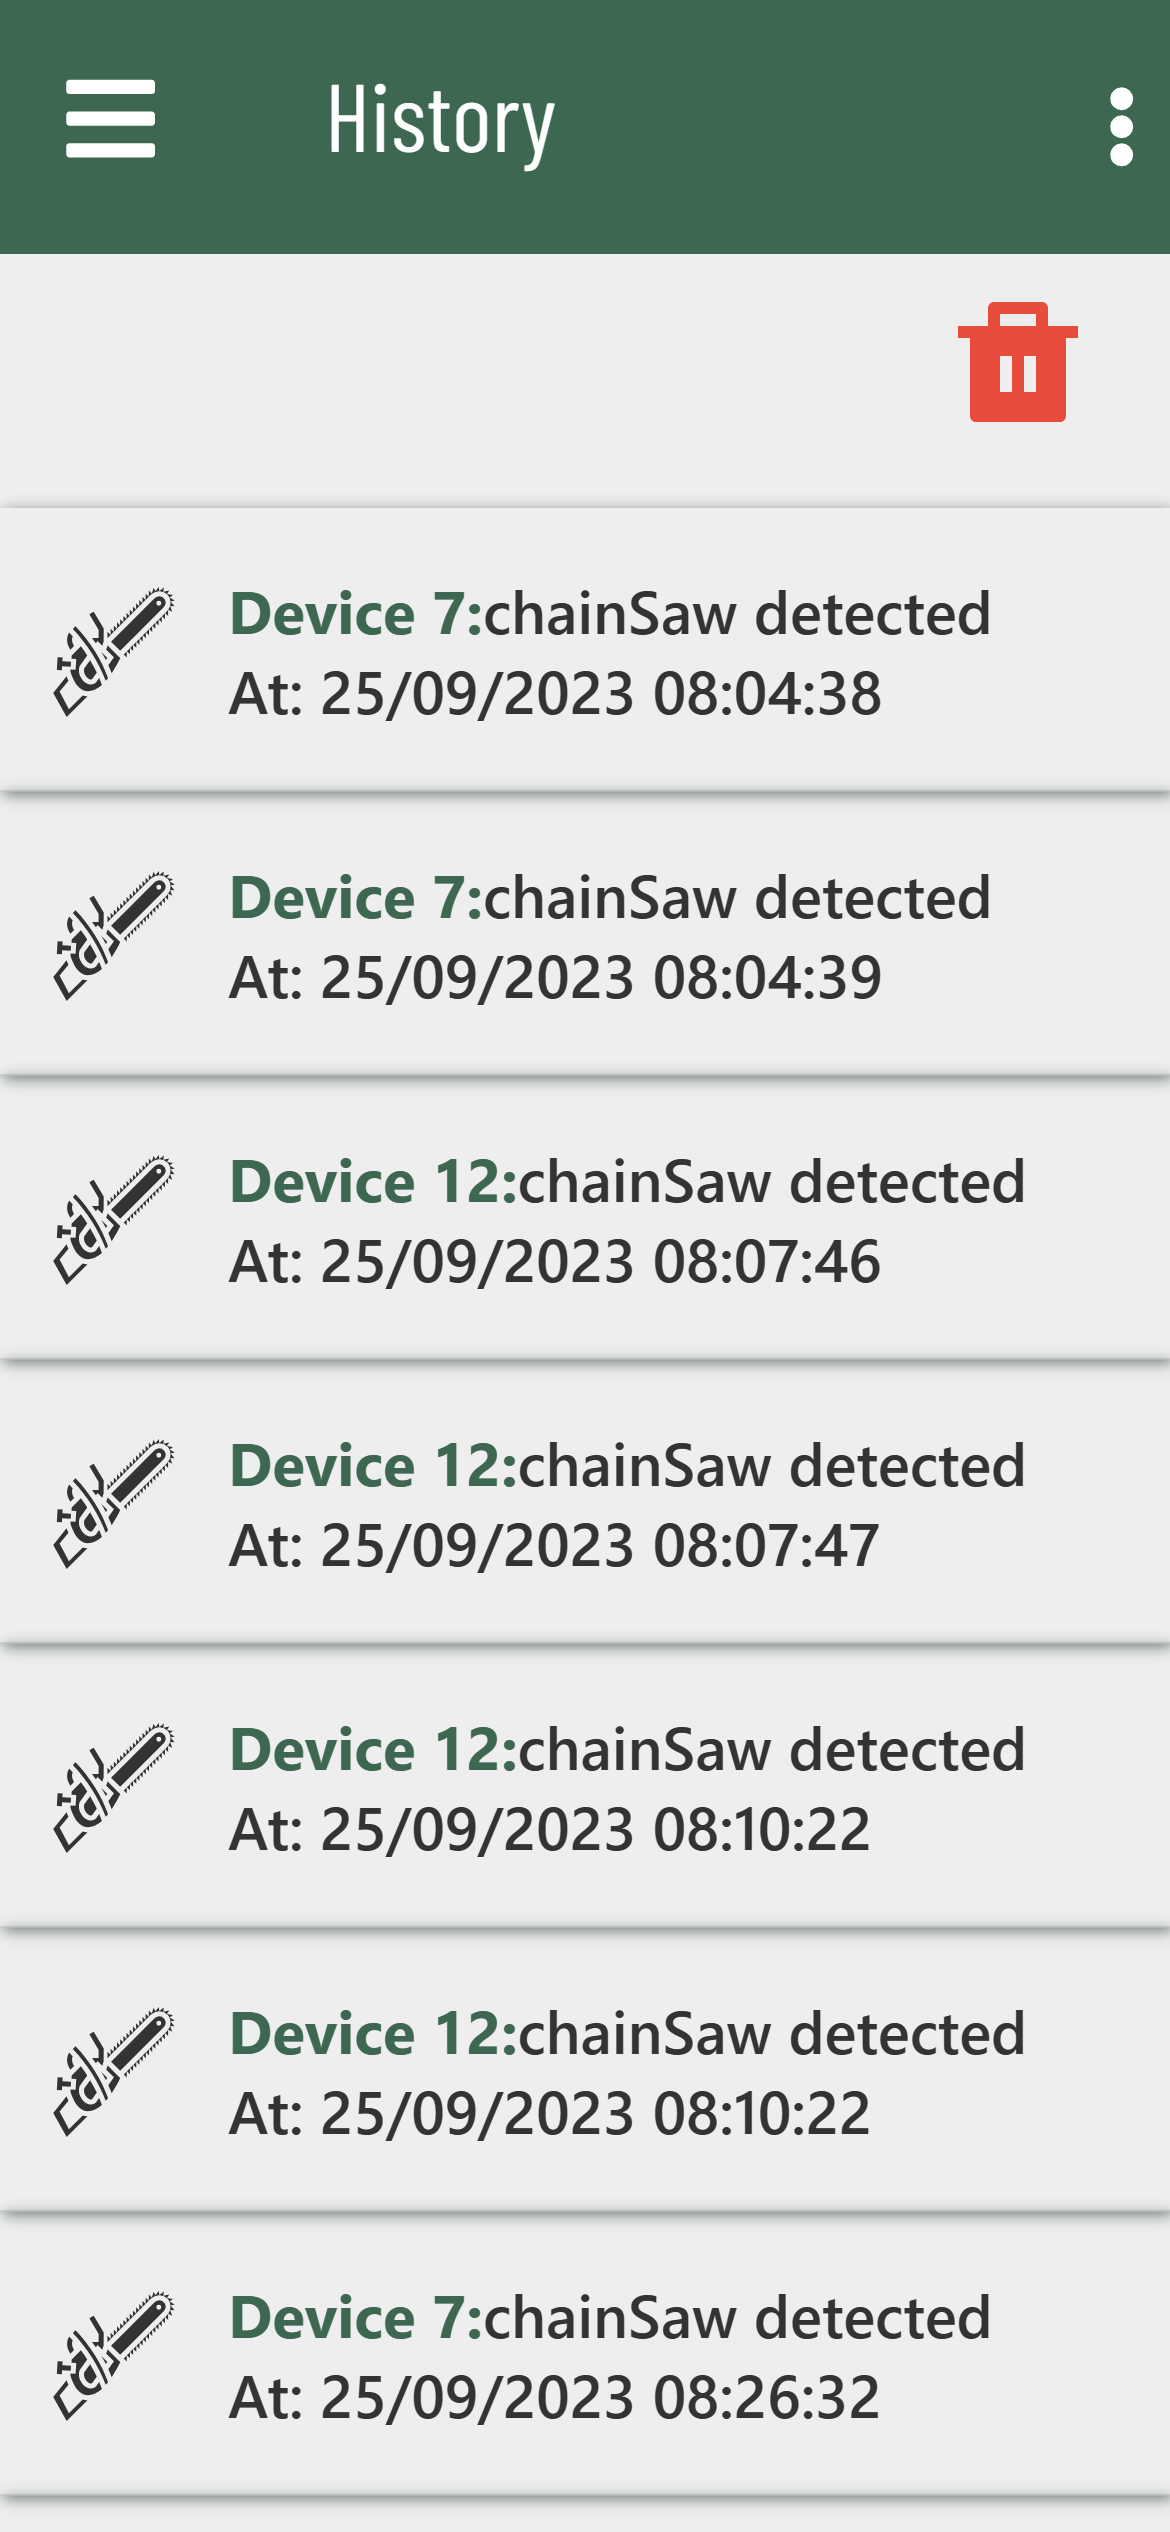 History
Device 7:chainSaw detected
At: 25/09/2023 08:04:38
Device 7:chainSaw detected
At: 25/09/2023 08:04:39
Device 12:chainSaw detected
At: 25/09/2023 08:07:46
Device 12:chainSaw detected
At: 25/09/2023 08:07:47
Device 12:chainSaw detected
At: 25/09/2023 08:10:22
Device 12:chainSaw detected
At: 25/09/2023 08:10:22
Device 7:chainSaw detected
At: 25/09/2023 08:26:32